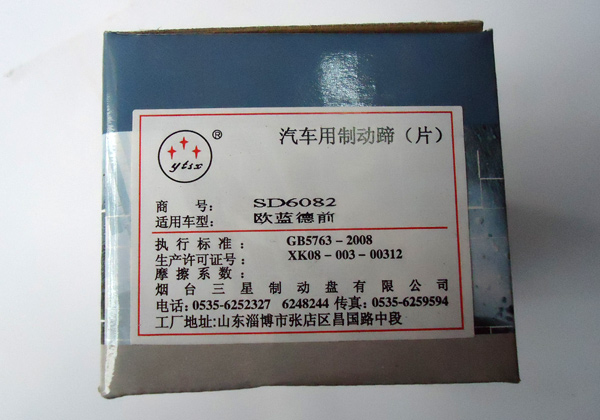 汽车用制动蹄（片）
ytsx ®
商 号: SD6082
适用车型: 欧蓝德前
执行标准: GB5763-2008
生产许可证号: XK08-003-00312
摩擦系数:
烟台三星制动盘有限公司
电话:0535-6252327 6248244 传真:0535-6259594
工厂地址:山东淄博市张店区昌国路中段